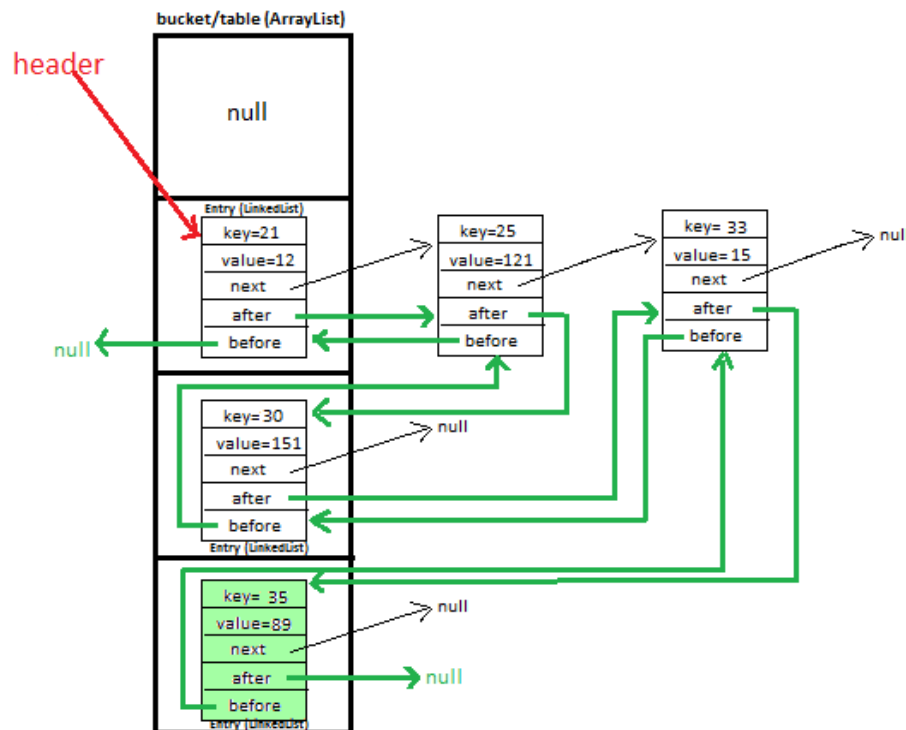 bucket/table (ArrayList)
header
null
Entry (LinkedList)
key=21
value=12
next
after
before
null
key=25
value=121
next
after
before
key= 33
value= 15
next
after
before
nul
key= 30
value=151
next
after
before
Entry (LinkedList)
null
key= 35
value=89
next
after
before
Entry (LinkedList)
null
null